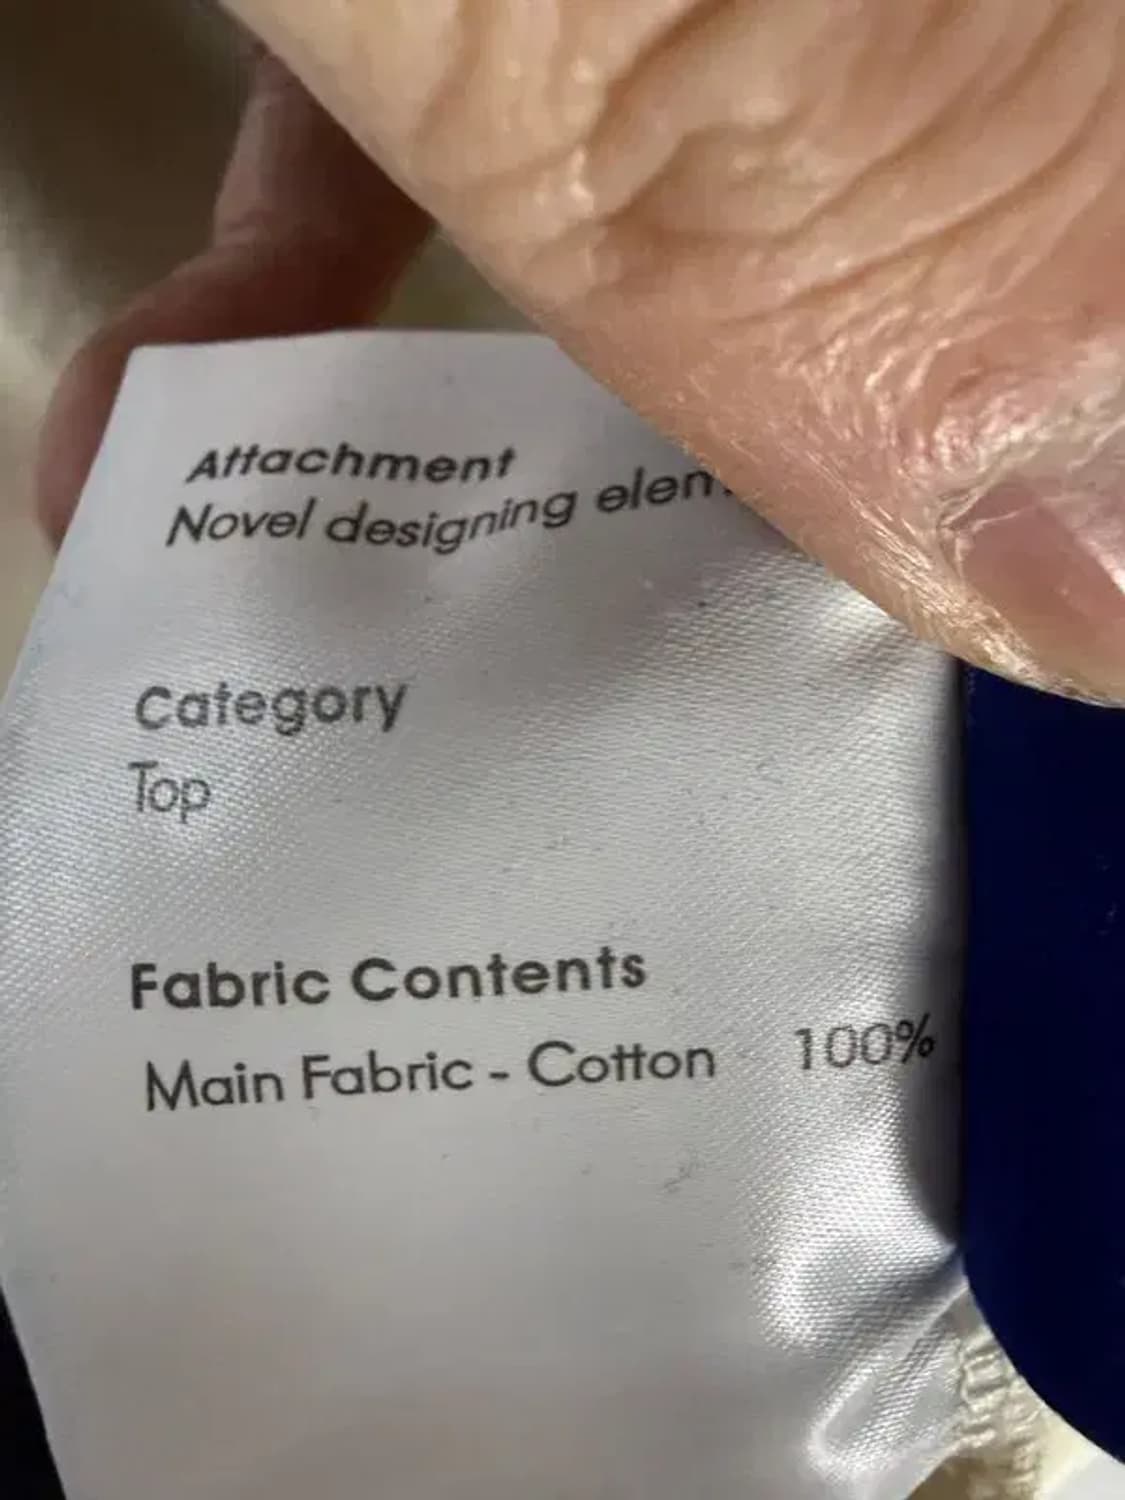 Attachment
Novel designing
Category
Top
Fabric Contents
Main Fabric - Cotton 100%